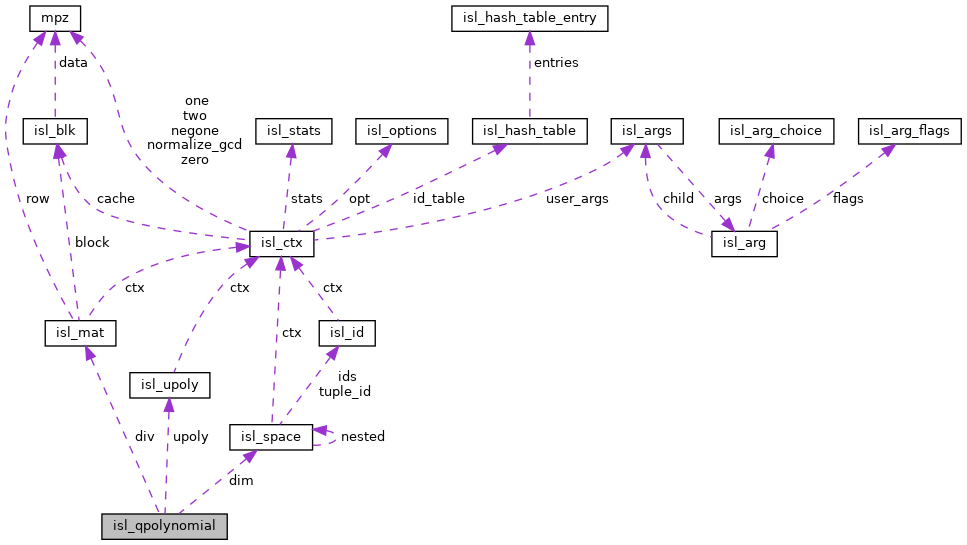 mpz
isl_hash_table_entry
data
entries
one
two
negone
normalize_gcd
zero
isl_blk
isl_stats
isl_options
isl_hash_table
isl_args
isl_arg_choice
isl_arg_flags
row
cache
stats
opt
id_table
user_args
child
args
choice
flags
block
isl_ctx
isl_arg
ctx
ctx
ctx
ctx
isl_mat
isl_id
isl_upoly
ids
tuple_id
div
upoly
isl_space
nested
dim
isl_qpolynomial